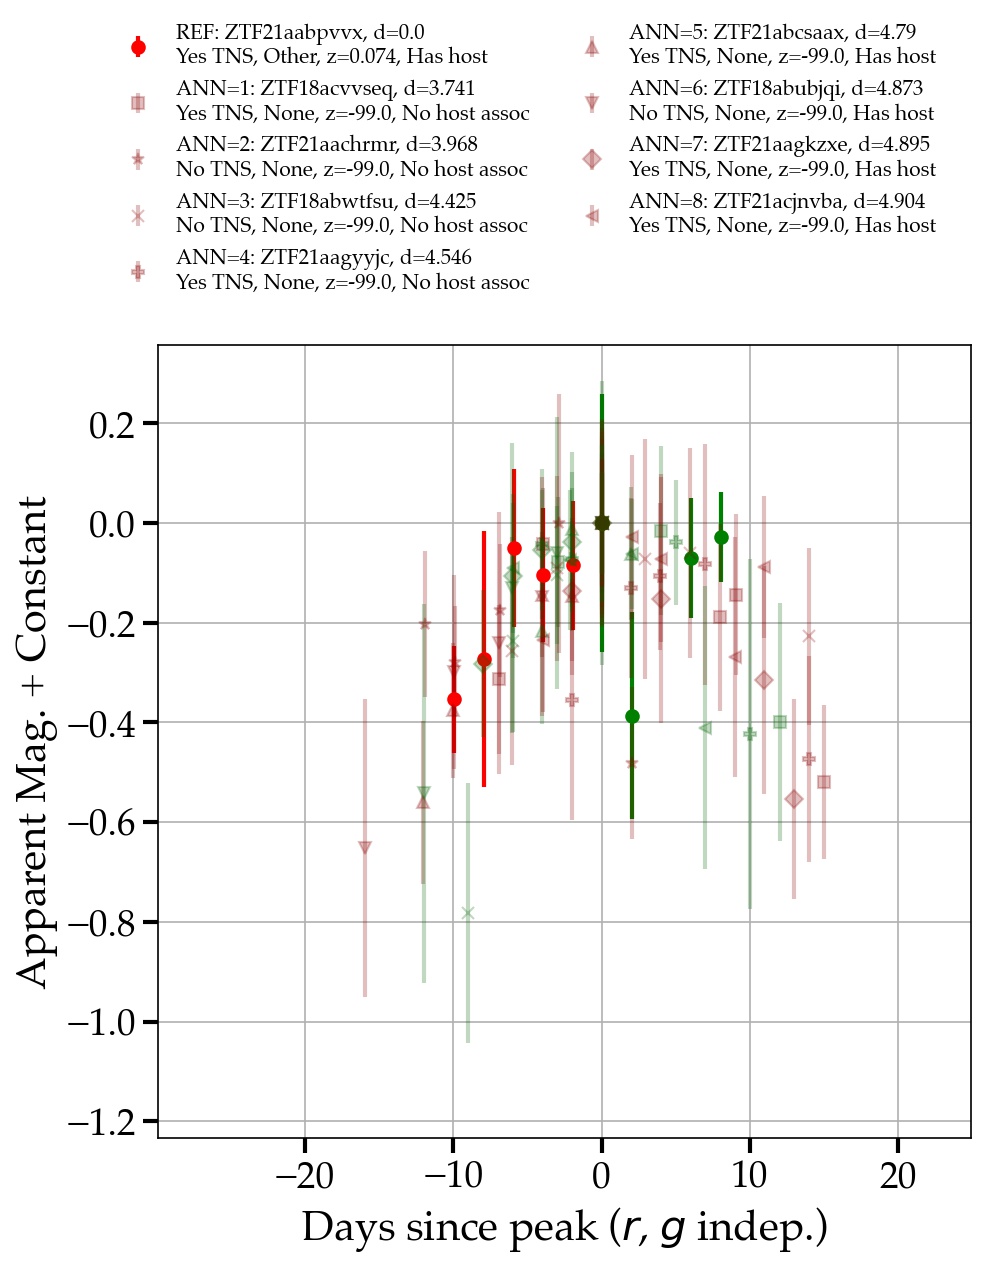 REF: ZTF21aabpvvx, d=0.0
Yes TNS, Other, z=0.074, Has host
ANN=1: ZTF18acvvseq, d=3.741
Yes TNS, None, z=-99.0, No host assoc
ANN=2: ZTF21aachrmr, d=3.968
No TNS, None, z=-99.0, No host assoc
ANN=3: ZTF18abwtfsu, d=4.425
No TNS, None, z=-99.0, No host assoc
ANN=4: ZTF21aagyyjc, d=4.546
Yes TNS, None, z=-99.0, No host assoc
ANN=5: ZTF21abcsaax, d=4.79
Yes TNS, None, z=-99.0, Has host
ANN=6: ZTF18abubjqi, d=4.873
No TNS, None, z=-99.0, Has host
ANN=7: ZTF21aagkzxe, d=4.895
Yes TNS, None, z=-99.0, Has host
ANN=8: ZTF21acjnvba, d=4.904
Yes TNS, None, z=-99.0, Has host
Apparent Mag. + Constant
0.2
0.0
−0.2
−0.4
−0.6
−0.8
−1.0
−1.2
−20
−10
0
10
20
Days since peak (r, g indep.)